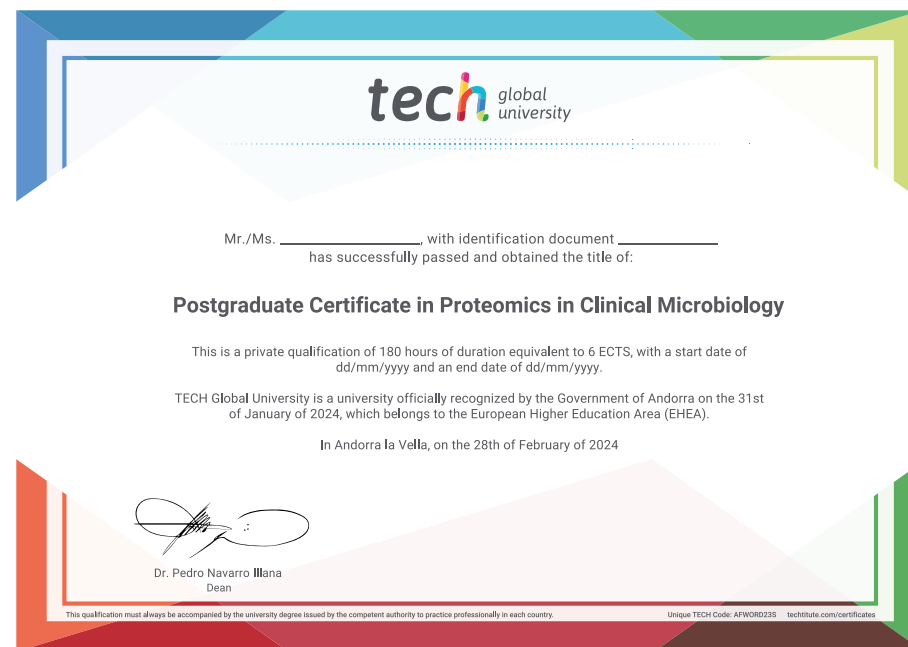 tech global
university
Mr./Ms. ____________________, with identification document ______________
has successfully passed and obtained the title of:
Postgraduate Certificate in Proteomics in Clinical Microbiology
This is a private qualification of 180 hours of duration equivalent to 6 ECTS, with a start date of
dd/mm/yyyy and an end date of dd/mm/yyyy.
TECH Global University is a university officially recognized by the Government of Andorra on the 31st
of January of 2024, which belongs to the European Higher Education Area (EHEA).
In Andorra la Vella, on the 28th of February of 2024
Dr. Pedro Navarro Illana
Dean
This qualification must always be accompanied by the university degree issued by the competent authority to practice professionally in each country.
Unique TECH Code: AFWORD23S techtitute.com/certificates